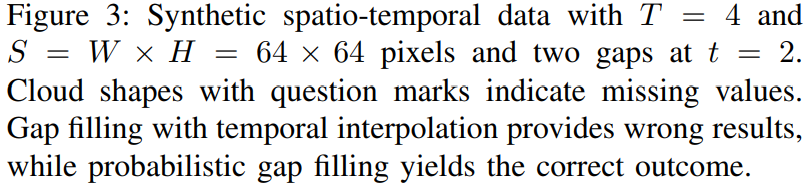 Figure 3: Synthetic spatio-temporal data with T = 4 and
S = W × H = 64 × 64 pixels and two gaps at t = 2.
Cloud shapes with question marks indicate missing values.
Gap filling with temporal interpolation provides wrong results,
while probabilistic gap filling yields the correct outcome.